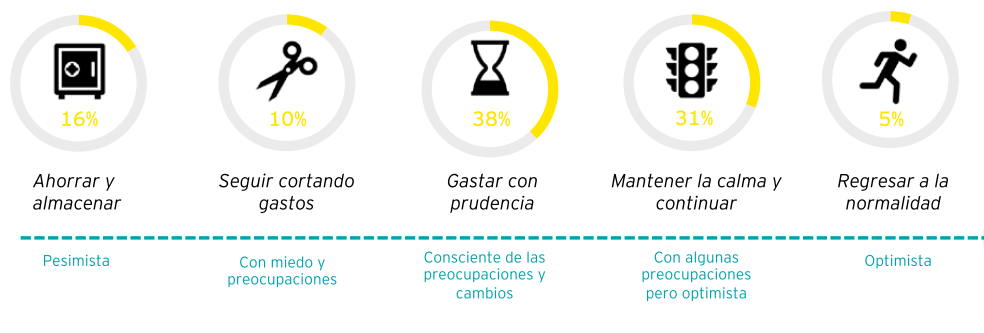 16%
10%
38%
31%
5%
Ahorrar y
almacenar
Seguir cortando
gastos
Gastar con
prudencia
Mantener la calma y
continuar
Regresar a la
normalidad
Pesimista
Con miedo y
preocupaciones
Consciente de las
preocupaciones y
cambios
Con algunas
preocupaciones
pero optimista
Optimista